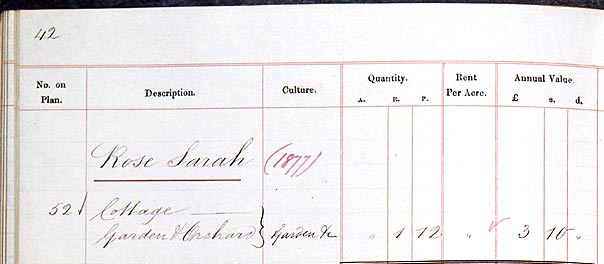 42
No. on Plan. Description. Culture. Quantity. A. R. P. Rent Per Acre. Annual Value. £ s. d.
Rose Sarah (1877)
52 Cottage
Garden & Orchard } Garden &c " 1 12 " 3 10 "